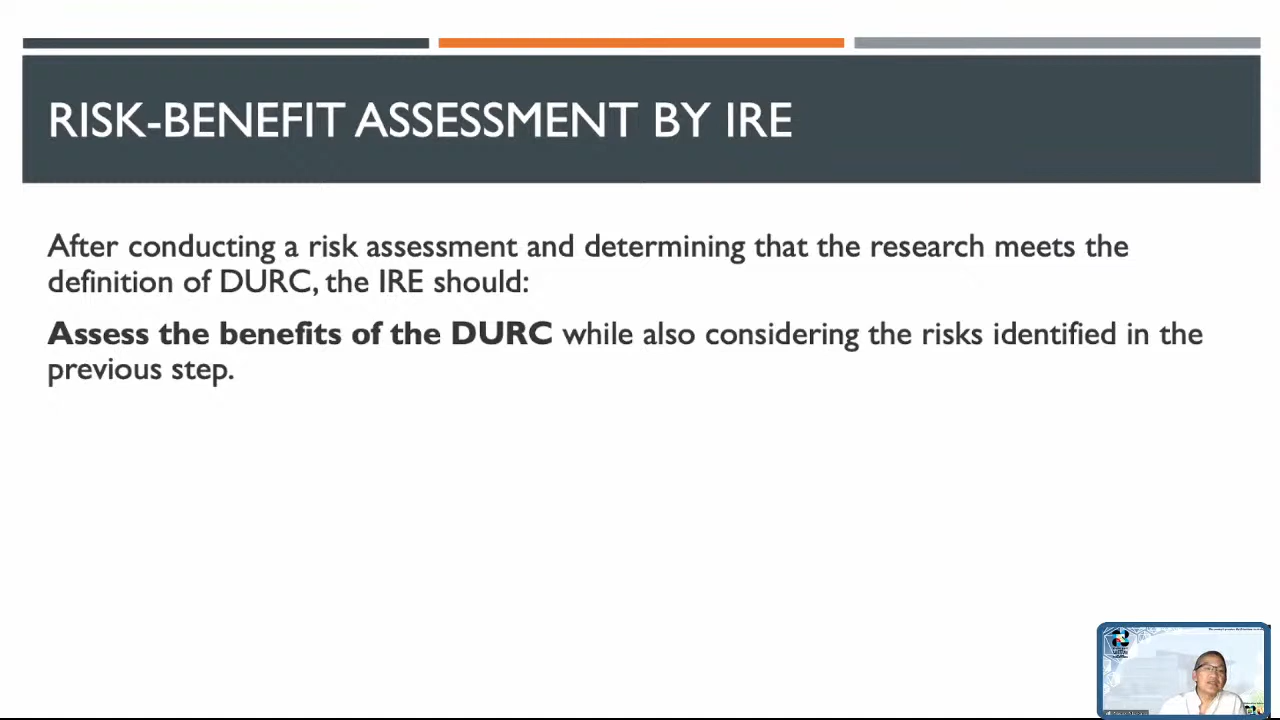 RISK-BENEFIT ASSESSMENT BY IRE
After conducting a risk assessment and determining that the research meets the
definition of DURC, the IRE should:
Assess the benefits of the DURC while also considering the risks identified in the
previous step.